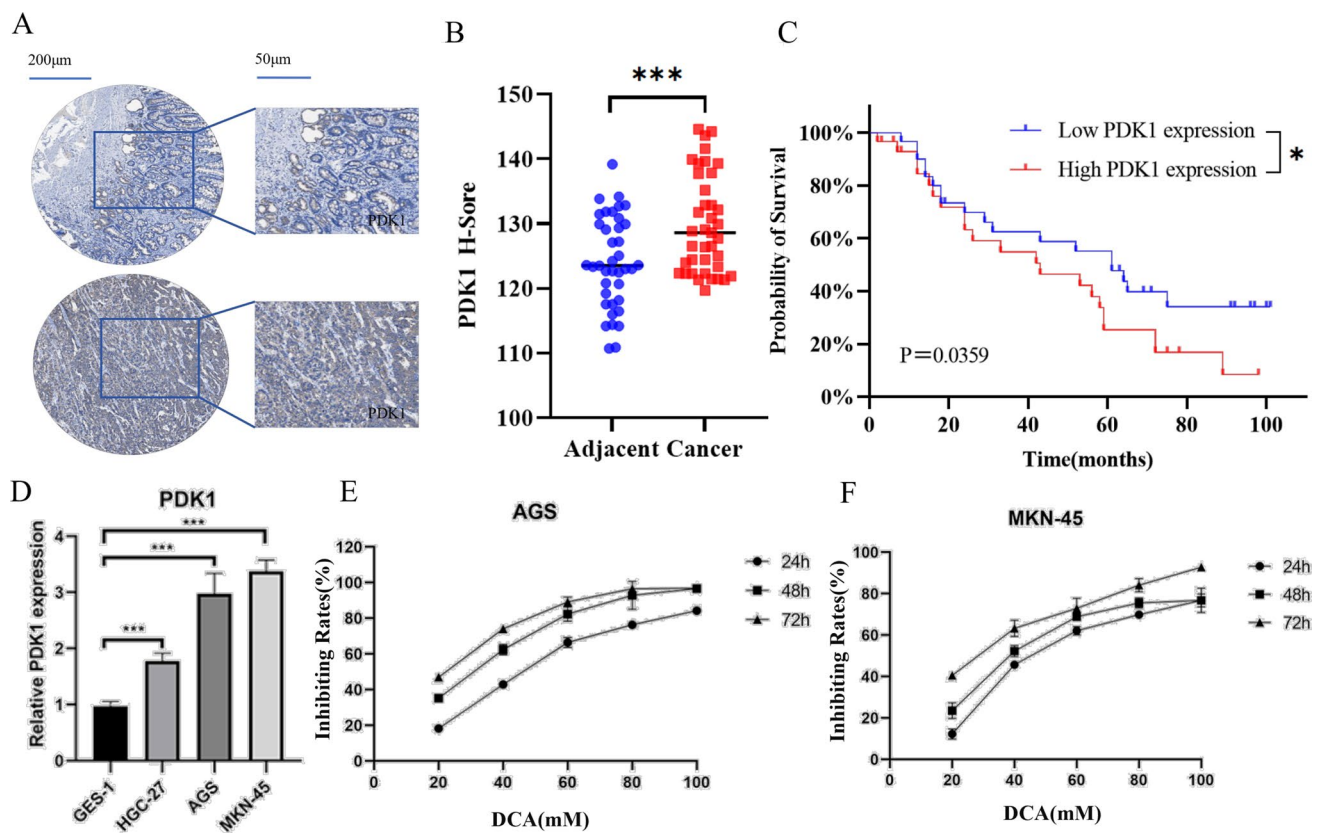 A
200μm
50μm
PDK1
PDK1
B
***
PDK1 H-Sore
150
140
130
120
110
100
Adjacent Cancer
C
Probability of Survival
100%
80%
60%
40%
20%
0%
Low PDK1 expression
High PDK1 expression
*
P=0.0359
0 20 40 60 80 100
Time(months)
D
PDK1
Relative PDK1 expression
4
3
2
1
0
***
***
***
GES-1
HGC-27
AGS
MKN-45
E
AGS
Inhibiting Rates(%)
120
100
80
60
40
20
0
0 20 40 60 80 100
DCA(mM)
24h
48h
72h
F
MKN-45
Inhibiting Rates(%)
100
80
60
40
20
0
0 20 40 60 80 100
DCA(mM)
24h
48h
72h